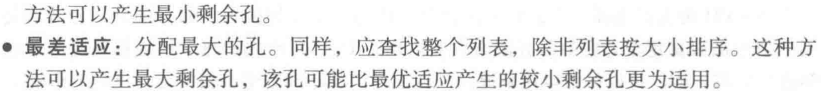 方法可以产生最小剩余孔。
● 最差适应：分配最大的孔。同样，应查找整个列表，除非列表按大小排序。这种方
法可以产生最大剩余孔，该孔可能比最优适应产生的较小剩余孔更为适用。